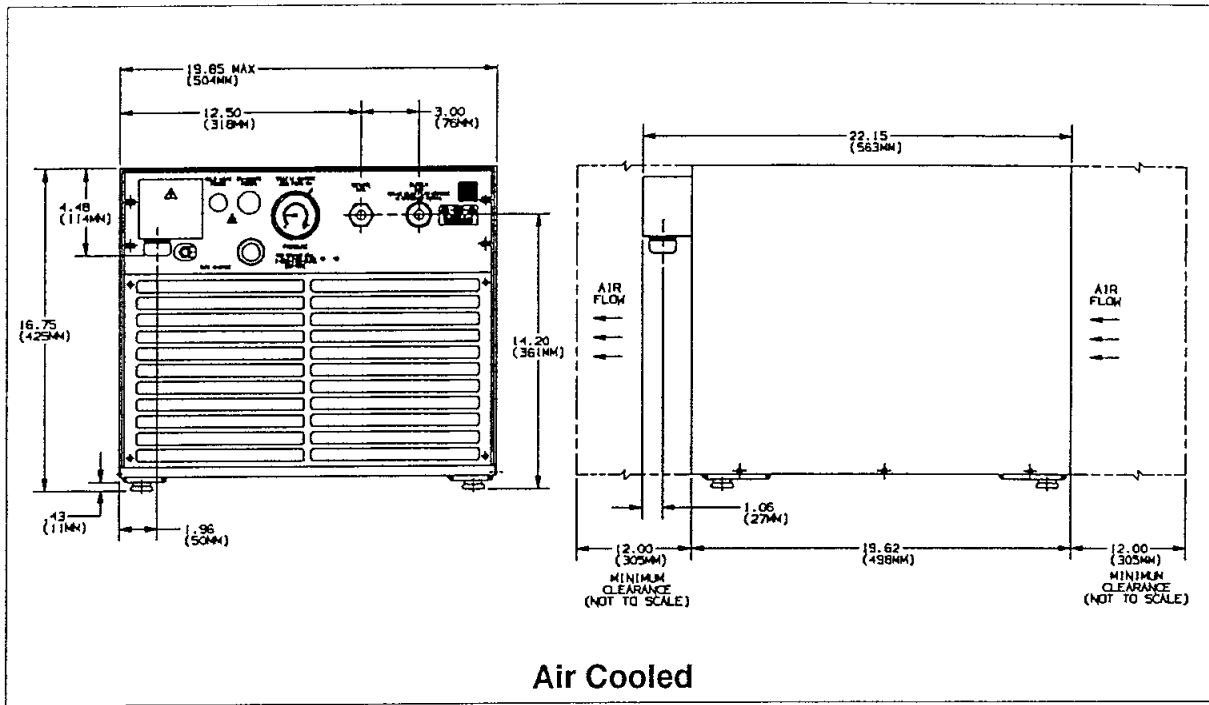 19.85 MAX
(504MM)
12.50
(318MM)
3.00
(76MM)
4.48
(114MM)
16.75
(425MM)
14.20
(361MM)
.43
(11MM)
1.96
(50MM)
PRESSURE
22.15
(563MM)
AIR
FLOW
AIR
FLOW
1.06
(27MM)
12.00
(305MM)
MINIMUM
CLEARANCE
(NOT TO SCALE)
19.62
(498MM)
12.00
(305MM)
MINIMUM
CLEARANCE
(NOT TO SCALE)
Air Cooled